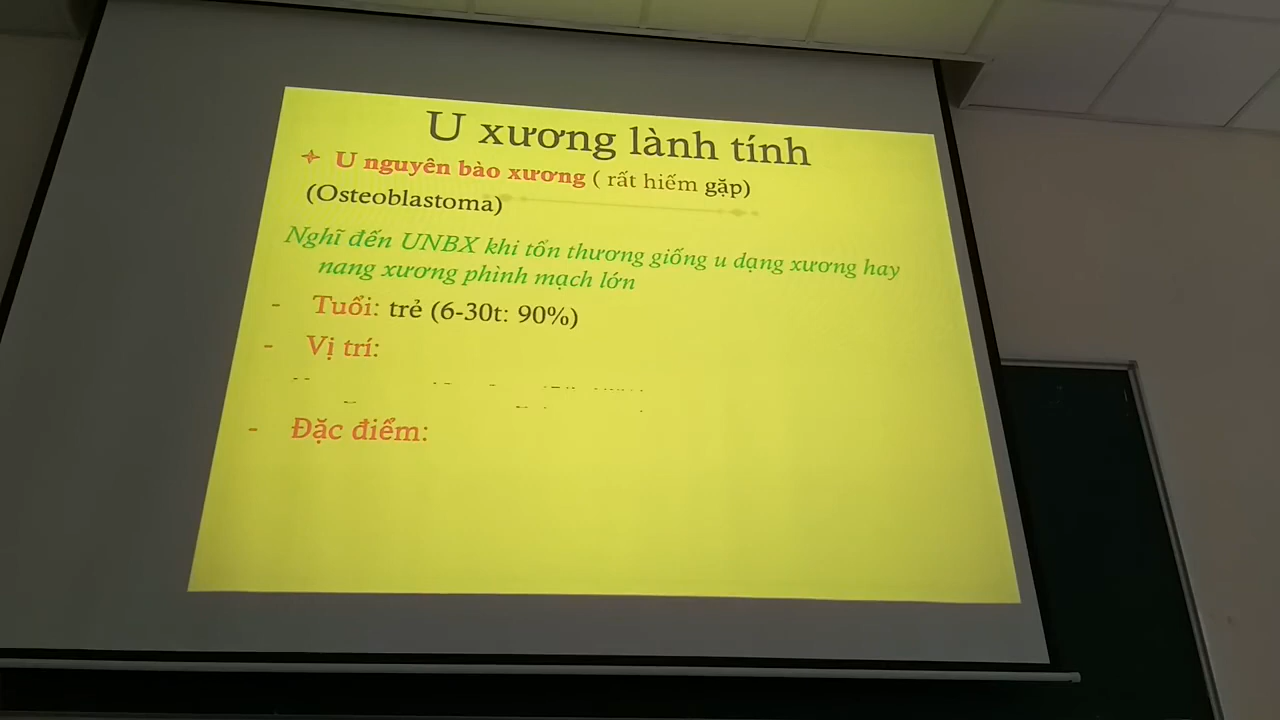 U xương lành tính
U nguyên bào xương ( rất hiếm gặp)
(Osteoblastoma)
Nghĩ đến UNBX khi tổn thương giống u dạng xương hay
nang xương phình mạch lớn
- Tuổi: trẻ (6-30t: 90%)
- Vị trí:
- Đặc điểm: